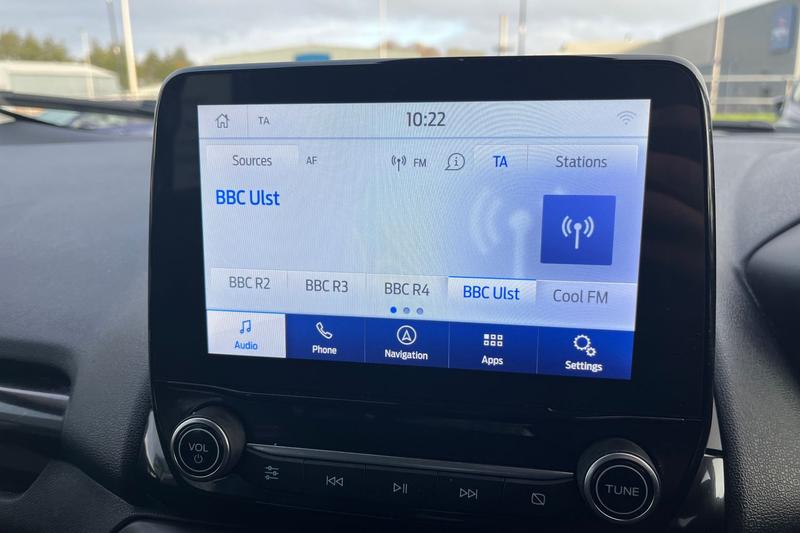 TA 10:22
Sources AF FM TA Stations
BBC Ulst
BBC R2 BBC R3 BBC R4 BBC Ulst Cool FM
Audio Phone Navigation Apps Settings
VOL TUNE